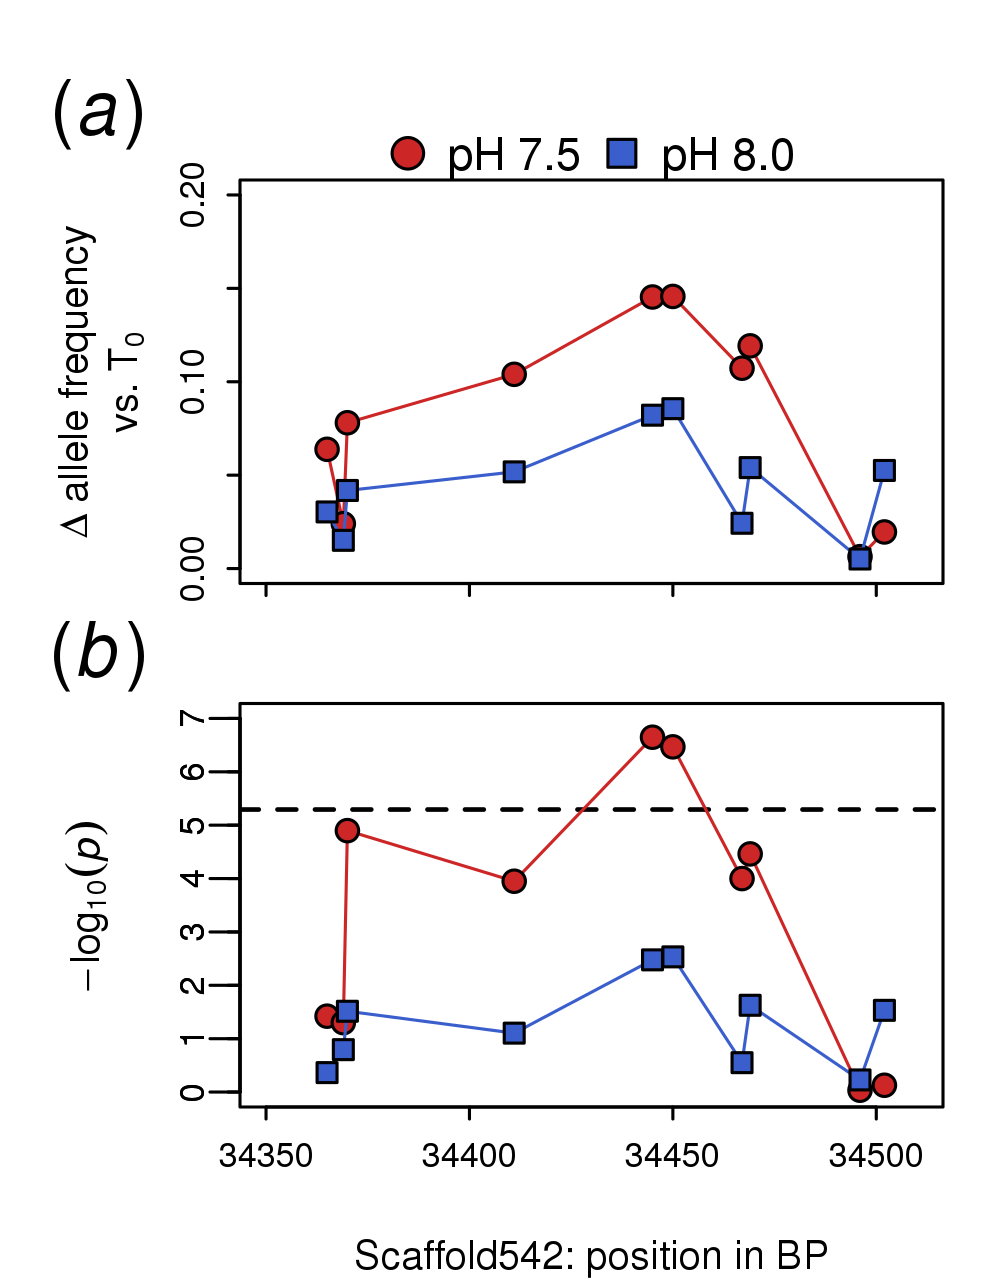 (a)
pH 7.5 pH 8.0
Δ allele frequency
vs. T₀
0.20
0.10
0.00
(b)
−log₁₀(p)
7
6
5
4
3
2
1
0
34350 34400 34450 34500
Scaffold542: position in BP